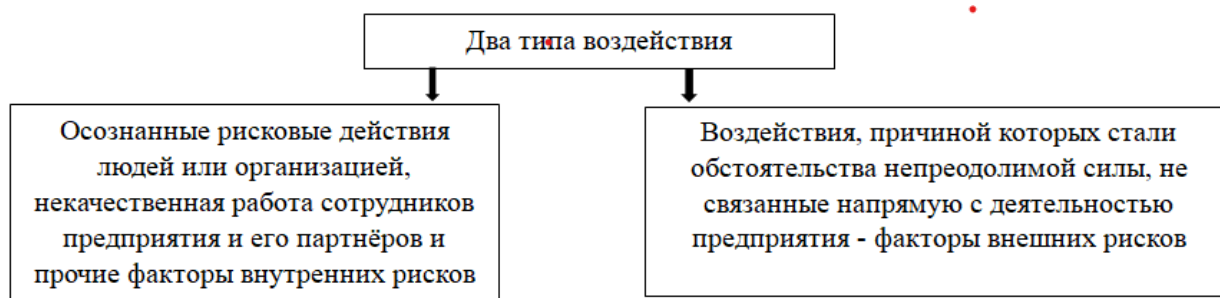 Два типа воздействия
Осознанные рисковые действия
людей или организацией,
некачественная работа сотрудников
предприятия и его партнёров и
прочие факторы внутренних рисков
Воздействия, причиной которых стали
обстоятельства непреодолимой силы, не
связанные напрямую с деятельностью
предприятия - факторы внешних рисков